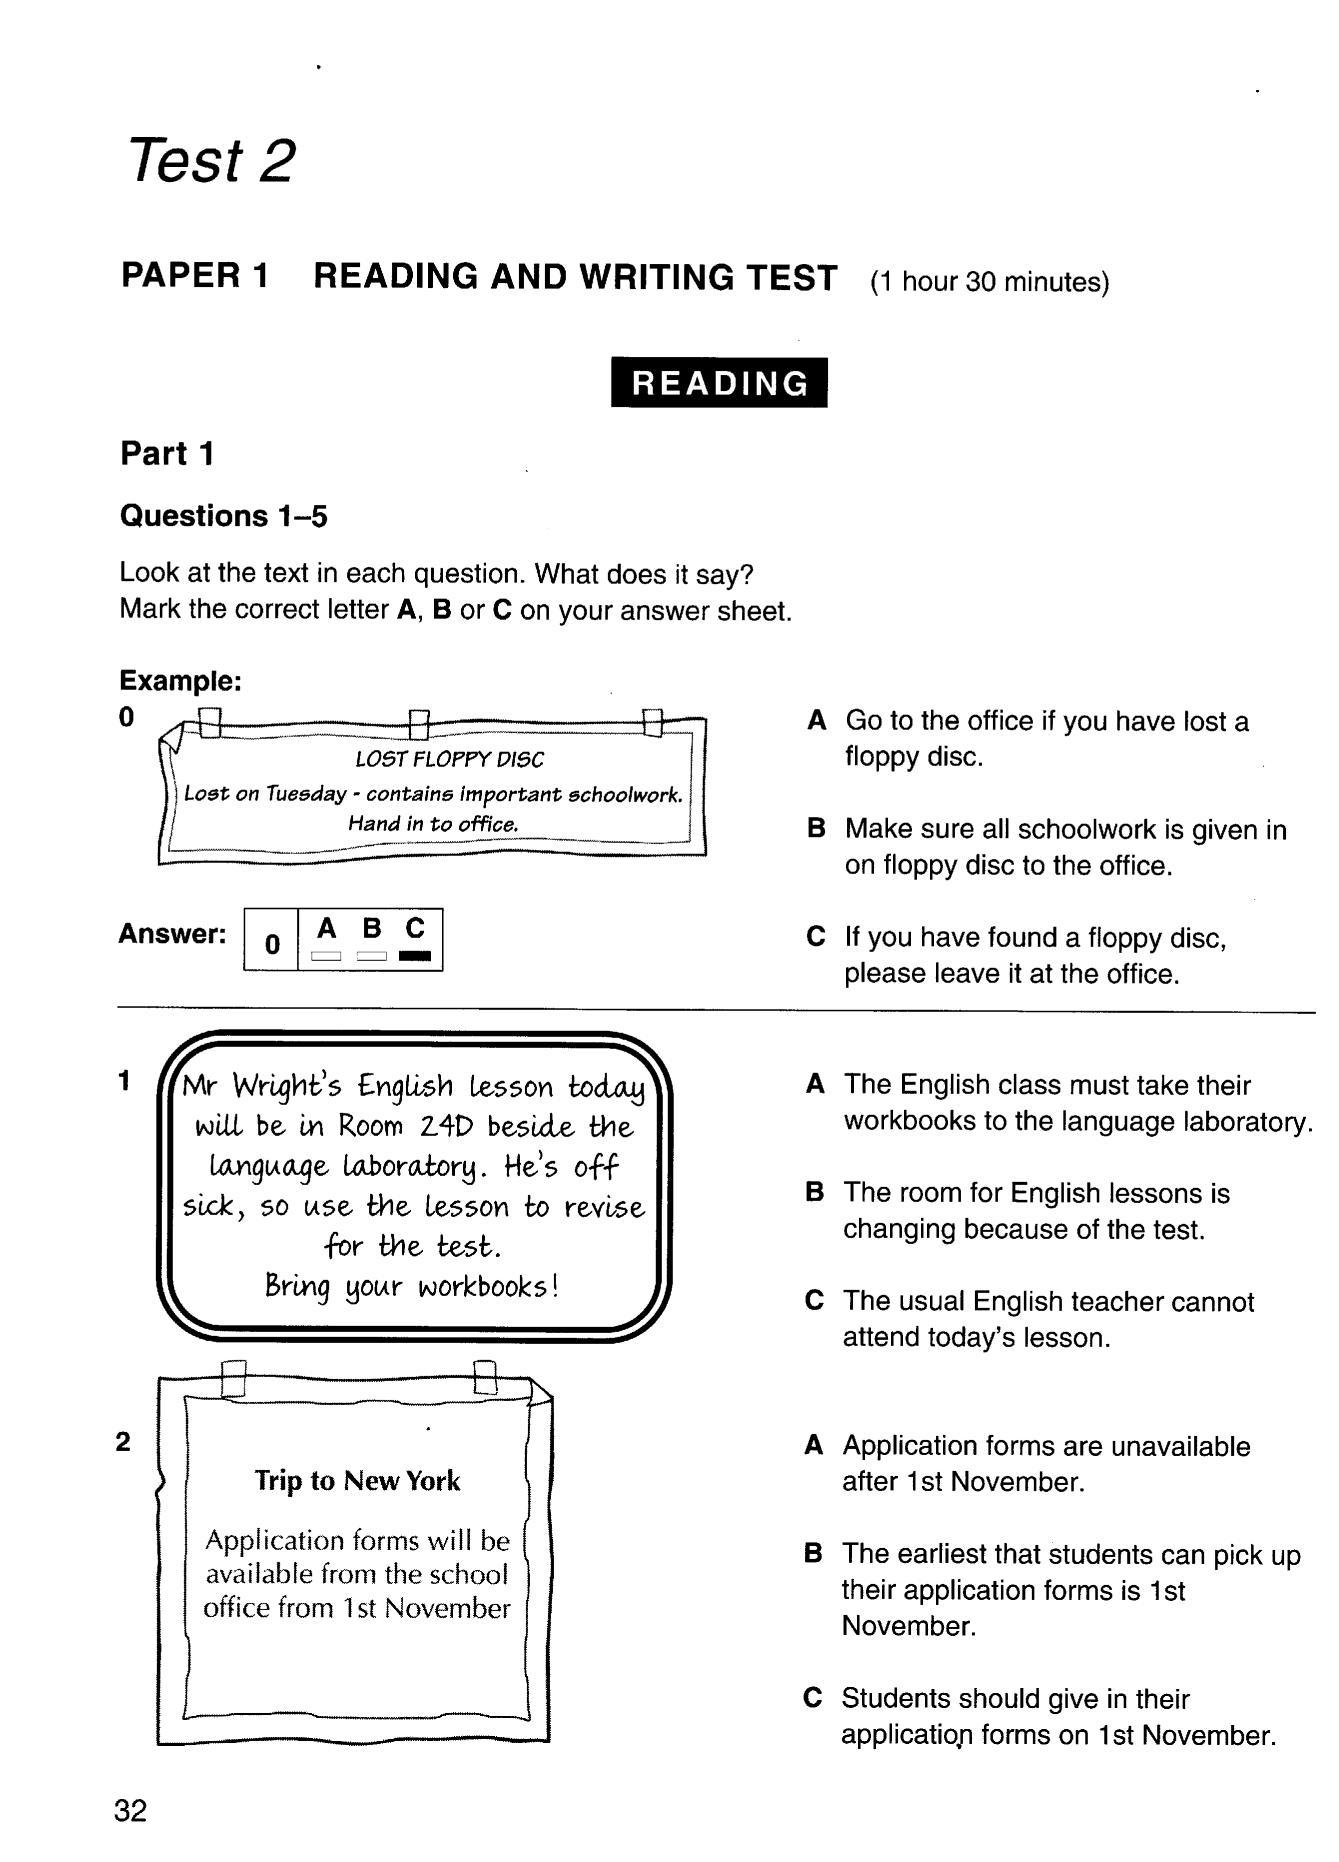 Test 2
PAPER 1 READING AND WRITING TEST (1 hour 30 minutes)
READING
Part 1
Questions 1–5
Look at the text in each question. What does it say?
Mark the correct letter A, B or C on your answer sheet.
Example:
0
LOST FLOPPY DISC
Lost on Tuesday - contains important schoolwork.
Hand in to office.
A Go to the office if you have lost a
floppy disc.
B Make sure all schoolwork is given in
on floppy disc to the office.
C If you have found a floppy disc,
please leave it at the office.
Answer: 0 A B C
1
Mr Wright's English lesson today
will be in Room 24D beside the
language laboratory. He's off
sick, so use the lesson to revise
for the test.
Bring your workbooks!
A The English class must take their
workbooks to the language laboratory.
B The room for English lessons is
changing because of the test.
C The usual English teacher cannot
attend today's lesson.
2
Trip to New York
Application forms will be
available from the school
office from 1st November
A Application forms are unavailable
after 1st November.
B The earliest that students can pick up
their application forms is 1st
November.
C Students should give in their
application forms on 1st November.
32